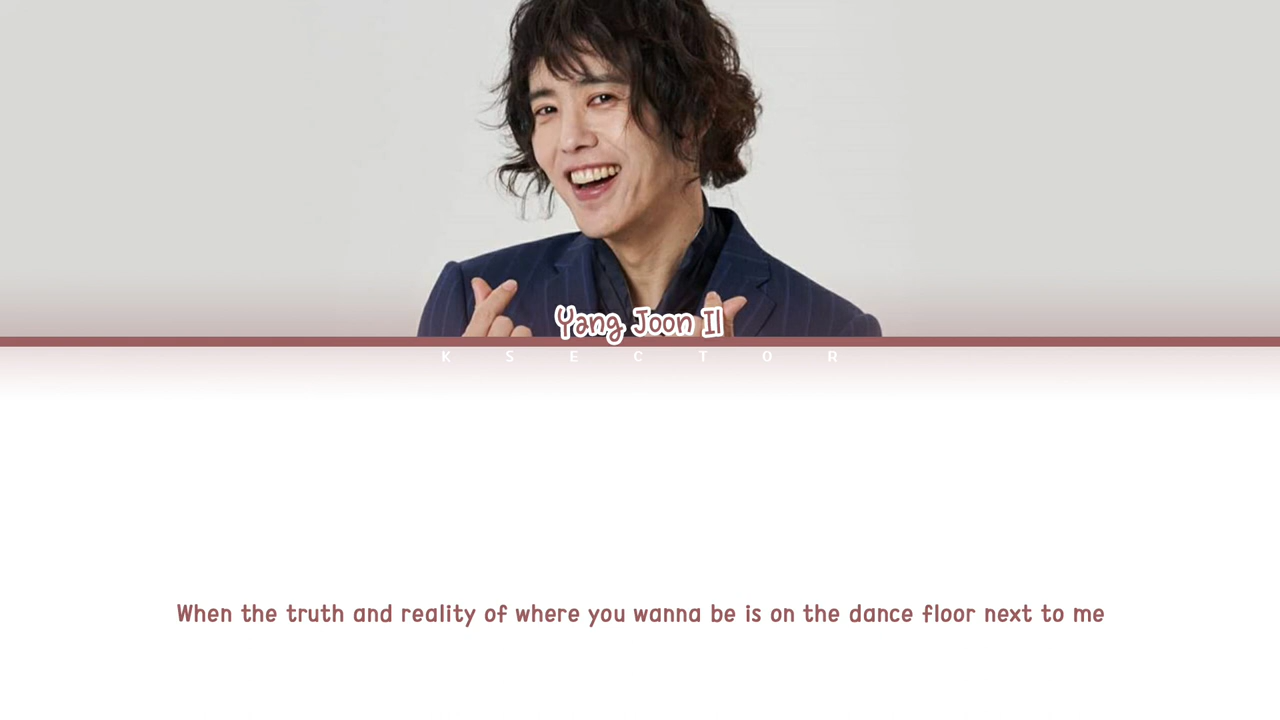 Yang Joon Il
K S E C T O R
When the truth and reality of where you wanna be is on the dance floor next to me